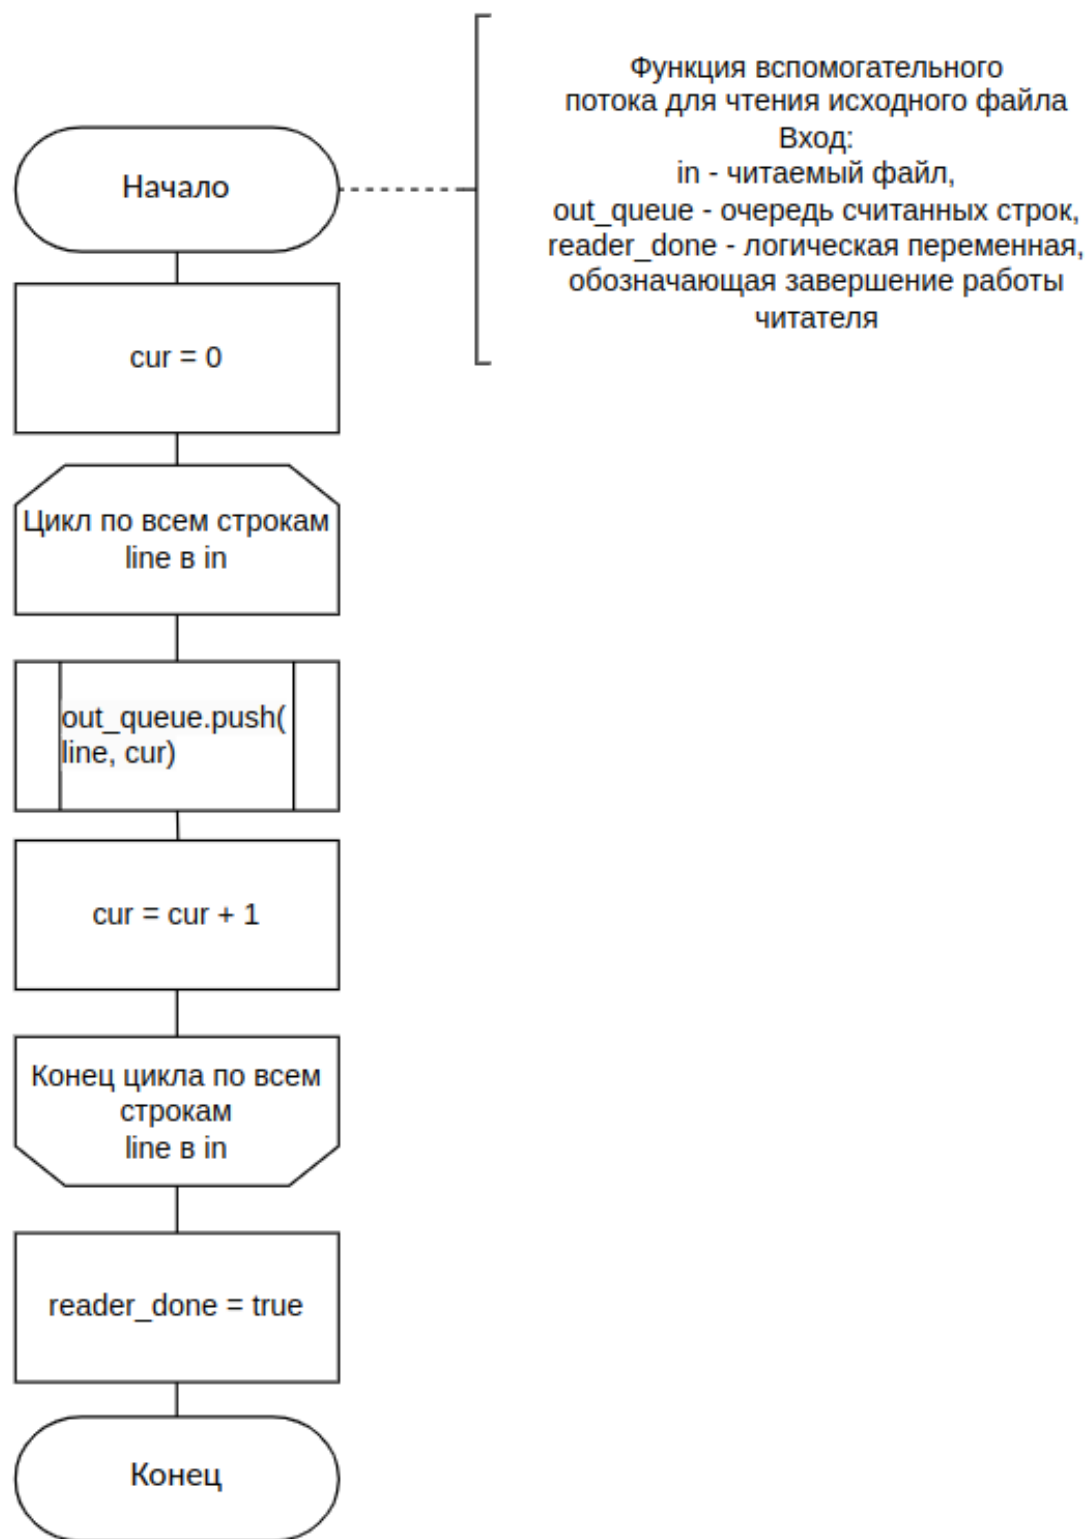 Функция вспомогательного
потока для чтения исходного файла
Вход:
in - читаемый файл,
out_queue - очередь считанных строк,
reader_done - логическая переменная,
обозначающая завершение работы
читателя
Начало
cur = 0
Цикл по всем строкам
line в in
out_queue.push(
line, cur)
cur = cur + 1
Конец цикла по всем
строкам
line в in
reader_done = true
Конец